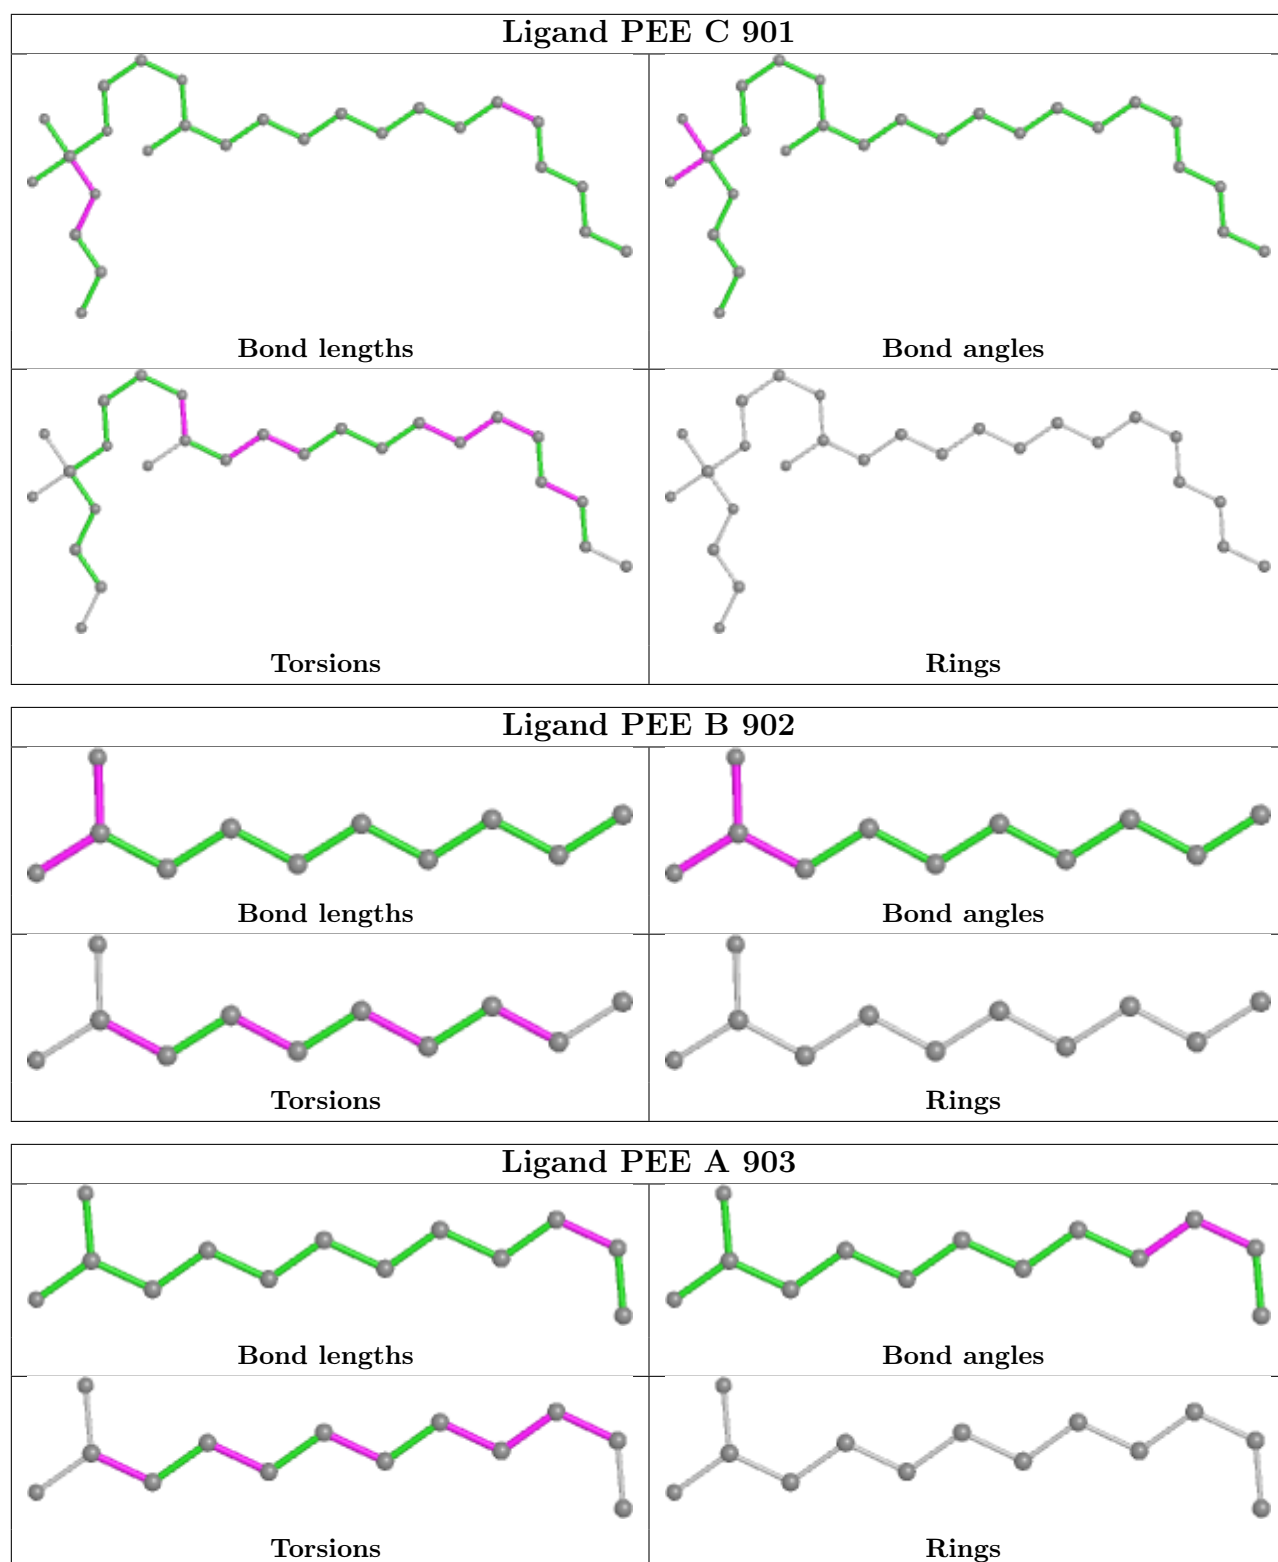 Ligand PEE C 901
Bond lengths
Bond angles
Torsions
Rings
Ligand PEE B 902
Bond lengths
Bond angles
Torsions
Rings
Ligand PEE A 903
Bond lengths
Bond angles
Torsions
Rings